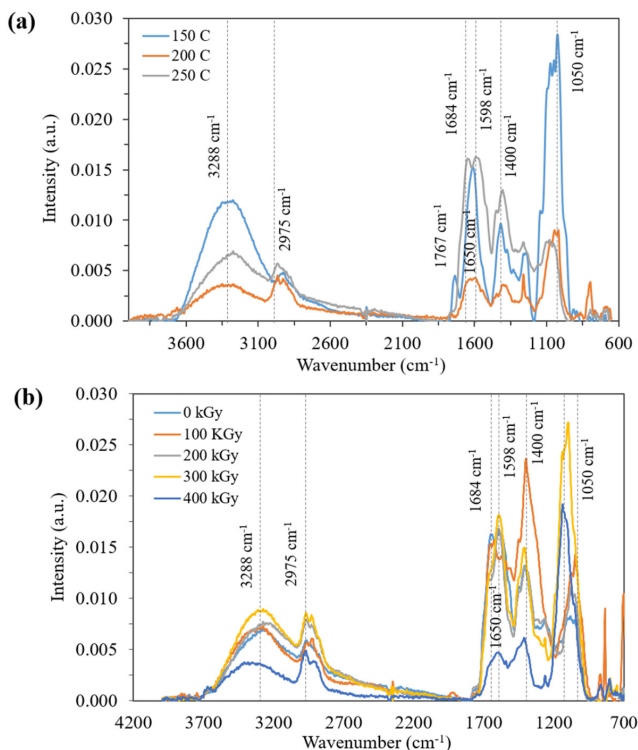 (a)
0.030
0.025
0.020
0.015
0.010
0.005
0.000
Intensity (a.u.)
150 C
200 C
250 C
3288 cm⁻¹
2975 cm⁻¹
1767 cm⁻¹
1684 cm⁻¹
1650 cm⁻¹
1598 cm⁻¹
1400 cm⁻¹
1050 cm⁻¹
3600 3100 2600 2100 1600 1100 600
Wavenumber (cm⁻¹)
(b)
0.030
0.025
0.020
0.015
0.010
0.005
0.000
Intensity (a.u.)
0 kGy
100 KGy
200 kGy
300 kGy
400 kGy
3288 cm⁻¹
2975 cm⁻¹
1684 cm⁻¹
1650 cm⁻¹
1598 cm⁻¹
1400 cm⁻¹
1050 cm⁻¹
4200 3700 3200 2700 2200 1700 1200 700
Wavenumber (cm⁻¹)